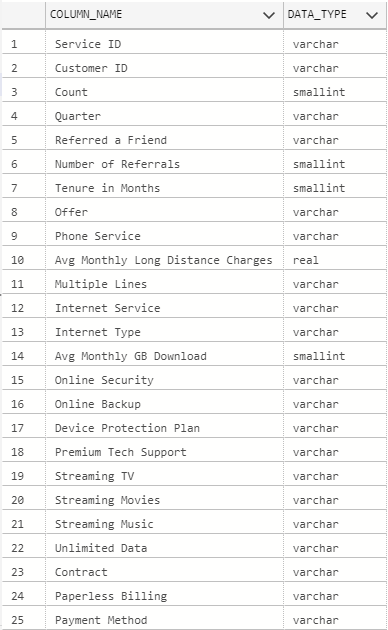 COLUMN_NAME DATA_TYPE
1 Service ID varchar
2 Customer ID varchar
3 Count smallint
4 Quarter varchar
5 Referred a Friend varchar
6 Number of Referrals smallint
7 Tenure in Months smallint
8 Offer varchar
9 Phone Service varchar
10 Avg Monthly Long Distance Charges real
11 Multiple Lines varchar
12 Internet Service varchar
13 Internet Type varchar
14 Avg Monthly GB Download smallint
15 Online Security varchar
16 Online Backup varchar
17 Device Protection Plan varchar
18 Premium Tech Support varchar
19 Streaming TV varchar
20 Streaming Movies varchar
21 Streaming Music varchar
22 Unlimited Data varchar
23 Contract varchar
24 Paperless Billing varchar
25 Payment Method varchar